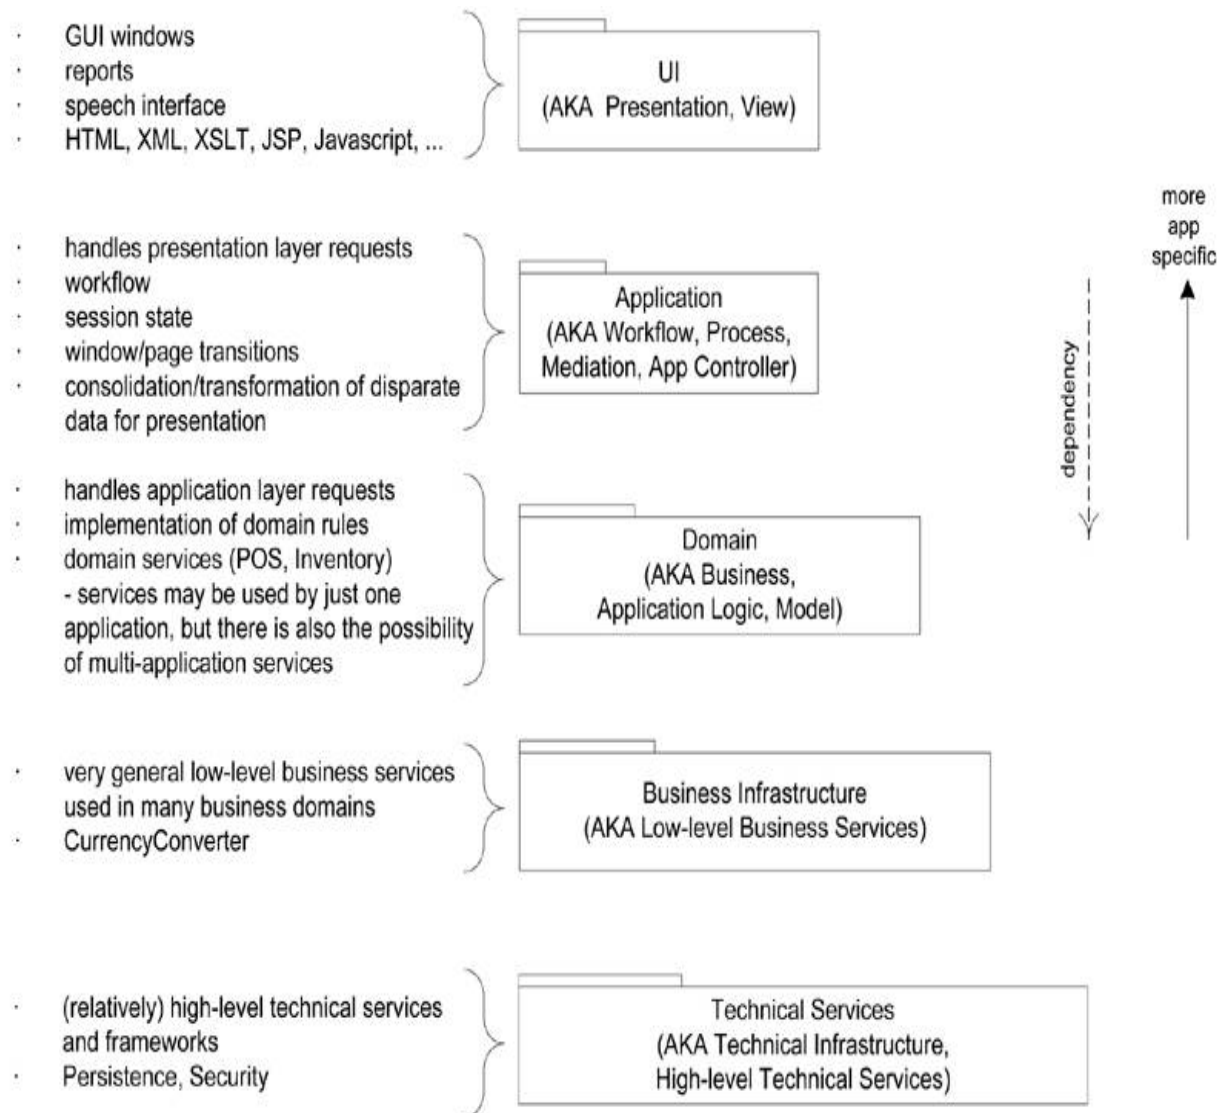 · GUI windows
· reports
· speech interface
· HTML, XML, XSLT, JSP, Javascript, ...
UI
(AKA Presentation, View)
· handles presentation layer requests
· workflow
· session state
· window/page transitions
· consolidation/transformation of disparate
data for presentation
Application
(AKA Workflow, Process,
Mediation, App Controller)
· handles application layer requests
· implementation of domain rules
· domain services (POS, Inventory)
- services may be used by just one
application, but there is also the possibility
of multi-application services
Domain
(AKA Business,
Application Logic, Model)
· very general low-level business services
used in many business domains
· CurrencyConverter
Business Infrastructure
(AKA Low-level Business Services)
· (relatively) high-level technical services
and frameworks
· Persistence, Security
Technical Services
(AKA Technical Infrastructure,
High-level Technical Services)
dependency
more
app
specific